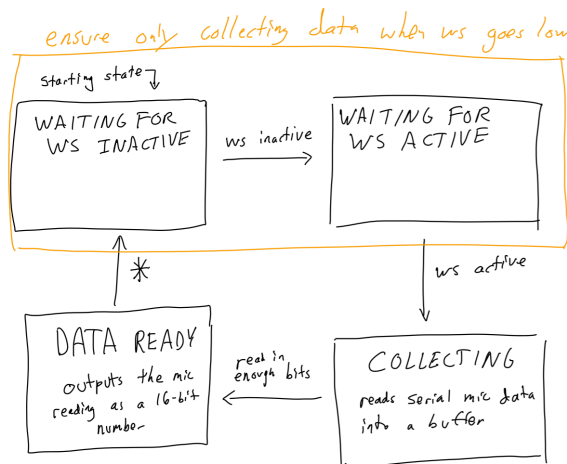 ensure only collecting data when ws goes low
starting state
WAITING FOR
WS INACTIVE
ws inactive
WAITING FOR
WS ACTIVE
*
ws active
DATA READY
outputs the mic
reading as a 16-bit
number
read in
enough bits
COLLECTING
reads serial mic data
into a buffer